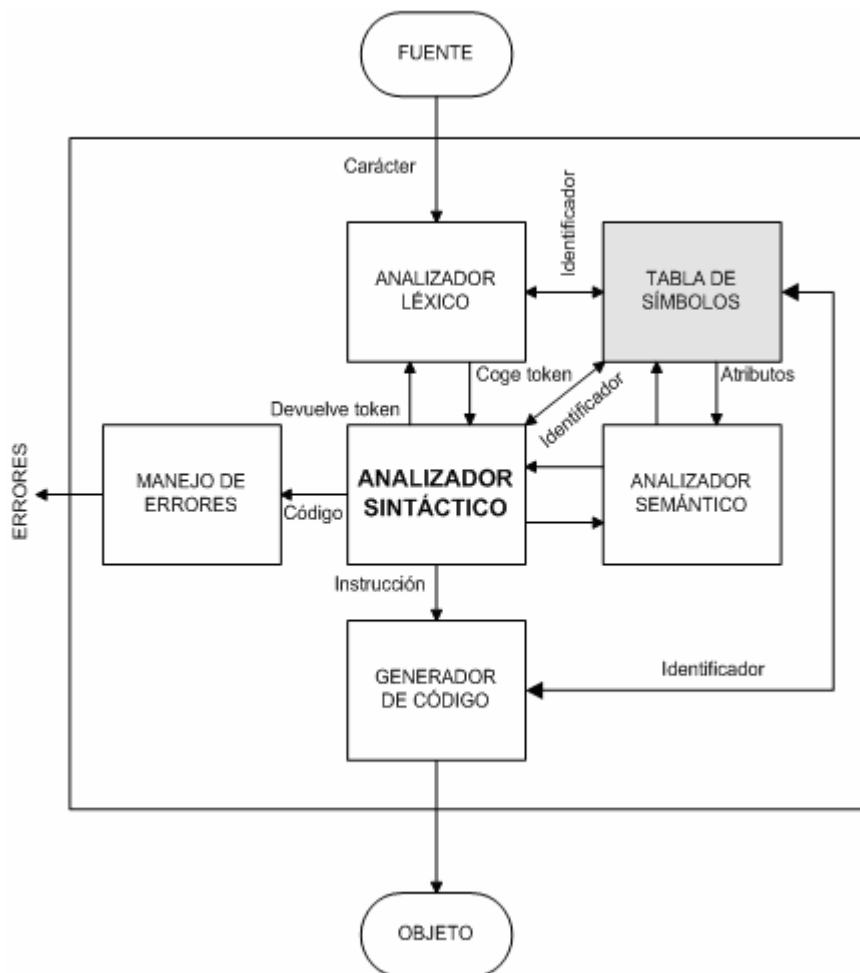 FUENTE
Carácter
Identificador
ANALIZADOR
LÉXICO
TABLA DE
SÍMBOLOS
Coge token
Atributos
Devuelve token
Identificador
ERRORES
MANEJO DE
ERRORES
Código
ANALIZADOR
SINTÁCTICO
ANALIZADOR
SEMÁNTICO
Instrucción
GENERADOR
DE CÓDIGO
Identificador
OBJETO